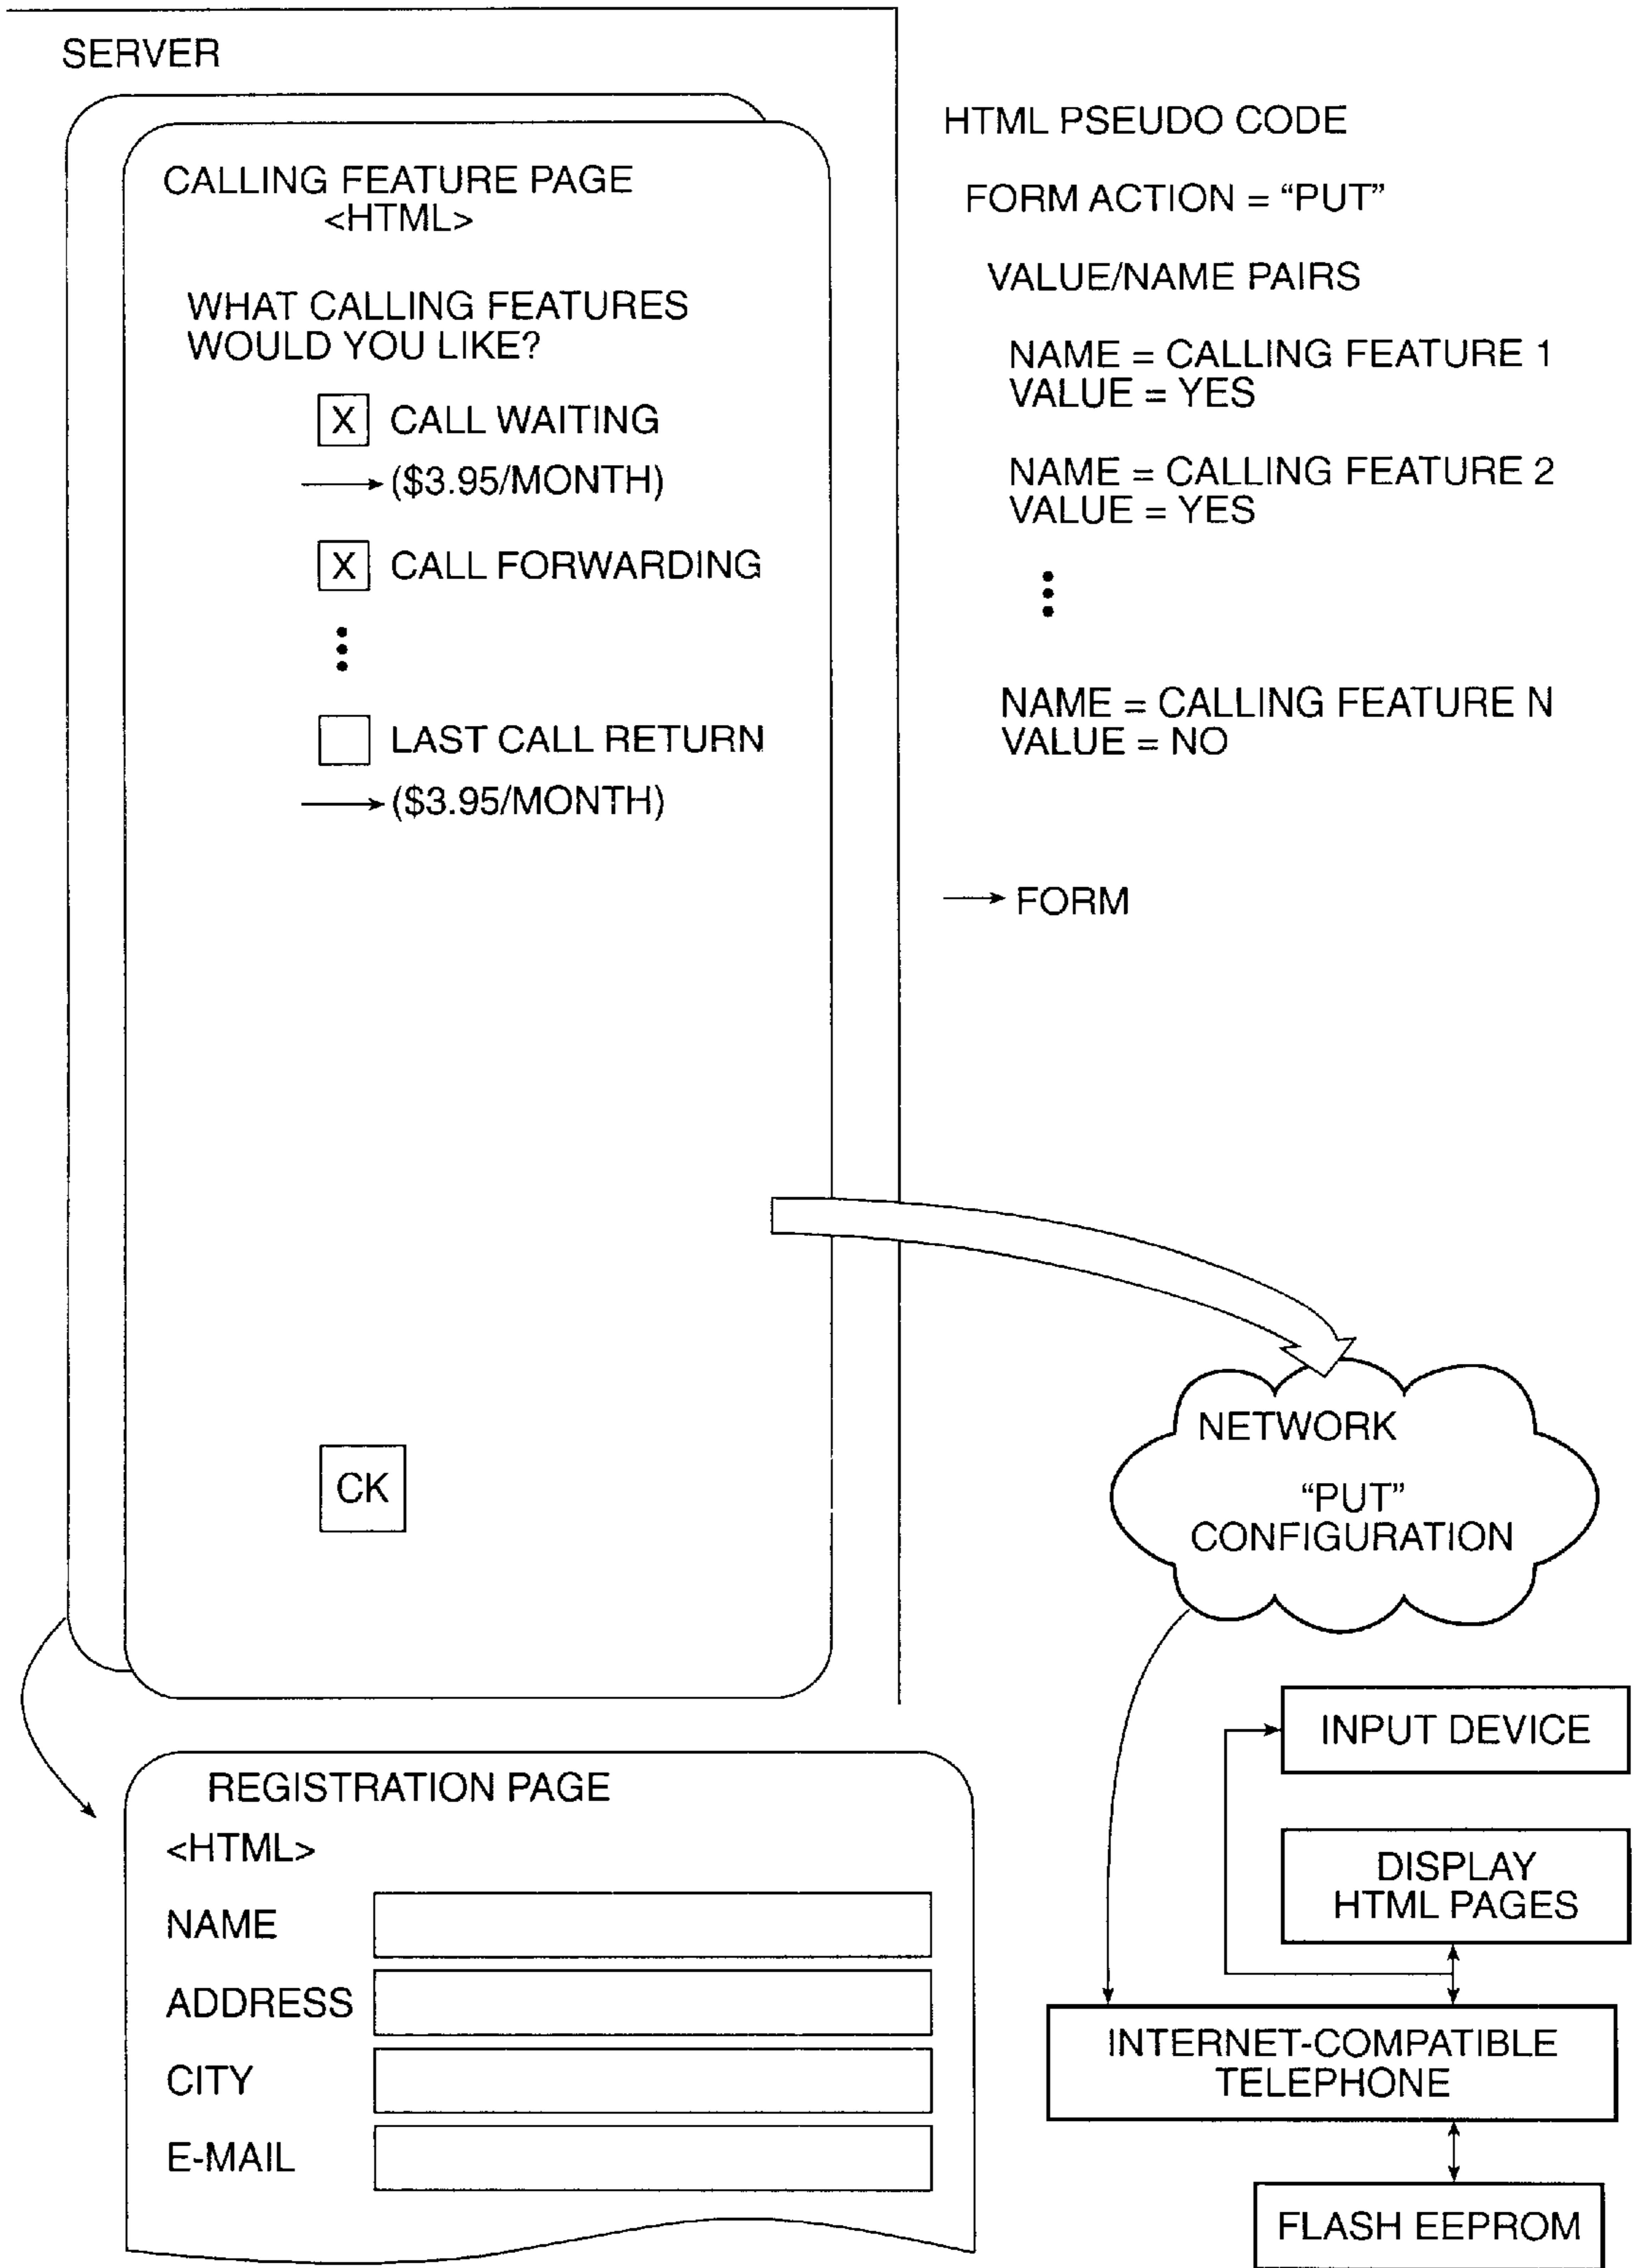 SERVER
CALLING FEATURE PAGE
<HTML>
WHAT CALLING FEATURES
WOULD YOU LIKE?
X CALL WAITING
($3.95/MONTH)
X CALL FORWARDING
LAST CALL RETURN
($3.95/MONTH)
CK
HTML PSEUDO CODE
FORM ACTION = “PUT”
VALUE/NAME PAIRS
NAME = CALLING FEATURE 1
VALUE = YES
NAME = CALLING FEATURE 2
VALUE = YES
NAME = CALLING FEATURE N
VALUE = NO
FORM
NETWORK
“PUT”
CONFIGURATION
REGISTRATION PAGE
<HTML>
NAME
ADDRESS
CITY
E-MAIL
INPUT DEVICE
DISPLAY
HTML PAGES
INTERNET-COMPATIBLE
TELEPHONE
FLASH EEPROM